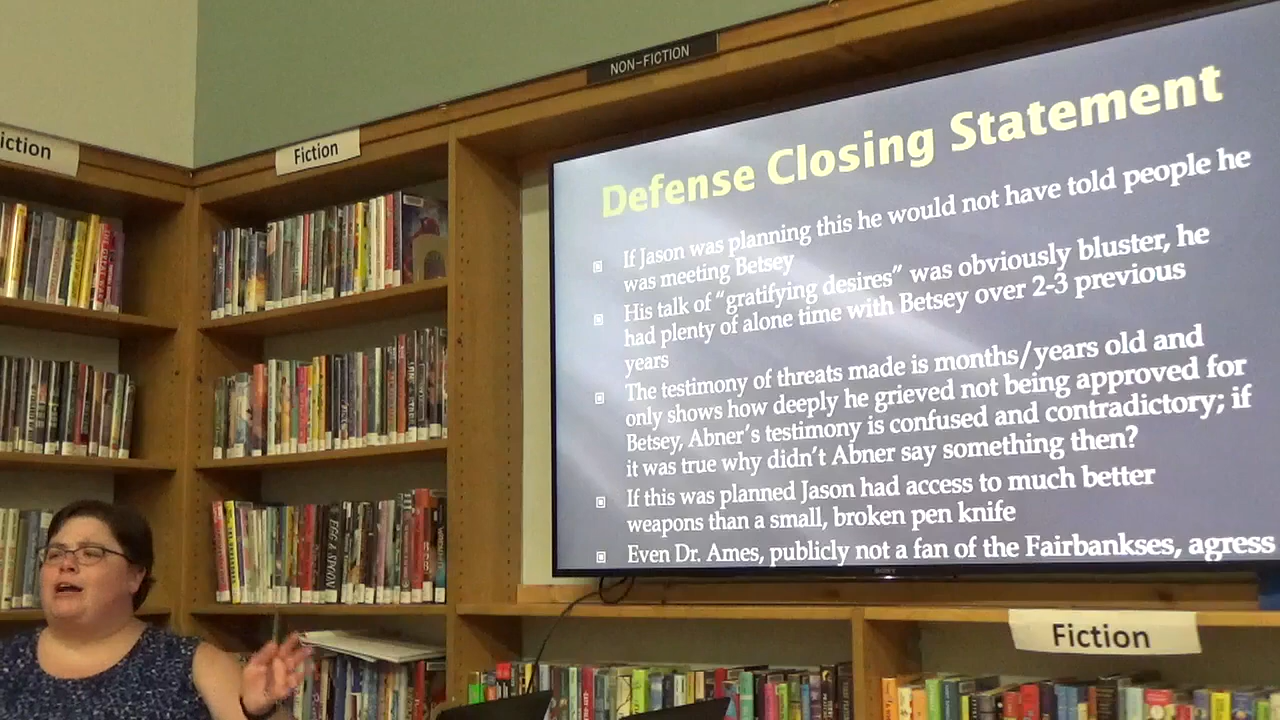 NON-FICTION
iction
Fiction
Defense Closing Statement
If Jason was planning this he would not have told people he
was meeting Betsey
His talk of “gratifying desires” was obviously bluster, he
had plenty of alone time with Betsey over 2-3 previous
years
The testimony of threats made is months/years old and
only shows how deeply he grieved not being approved for
Betsey, Abner’s testimony is confused and contradictory; if
it was true why didn’t Abner say something then?
If this was planned Jason had access to much better
weapons than a small, broken pen knife
Even Dr. Ames, publicly not a fan of the Fairbankses, agress
SONY
Fiction